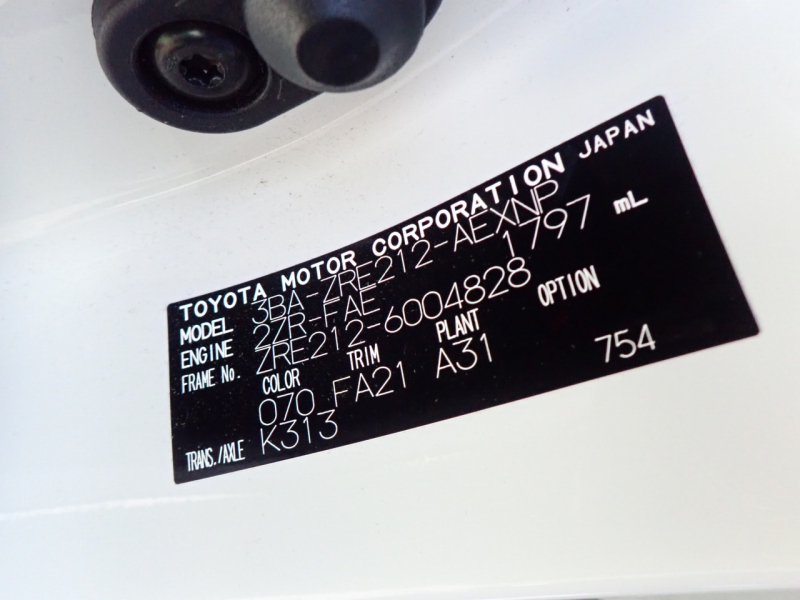 TOYOTA MOTOR CORPORATION JAPAN
MODEL 3BA-ZRE212-AEXNP
ENGINE 2ZR-FAE 1797 mL
FRAME No. ZRE212-6004828
COLOR TRIM PLANT OPTION
070 FA21 A31 754
TRANS./AXLE K313